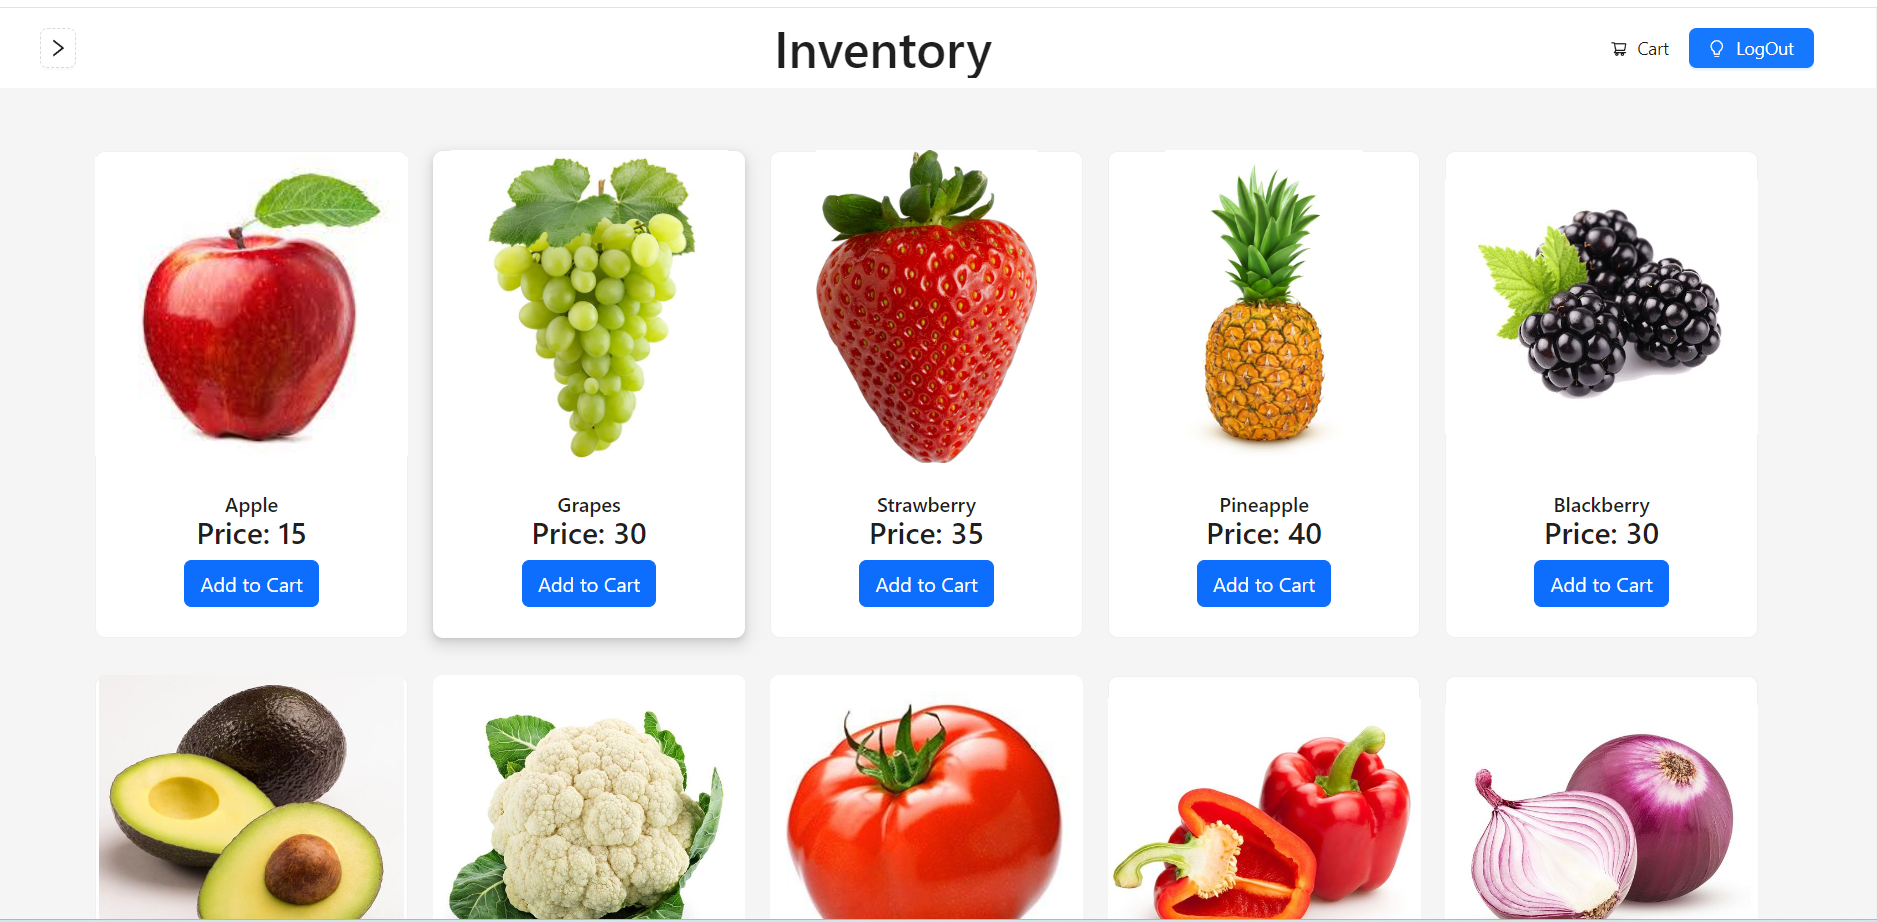 Inventory
Cart
LogOut
Apple
Price: 15
Add to Cart
Grapes
Price: 30
Add to Cart
Strawberry
Price: 35
Add to Cart
Pineapple
Price: 40
Add to Cart
Blackberry
Price: 30
Add to Cart